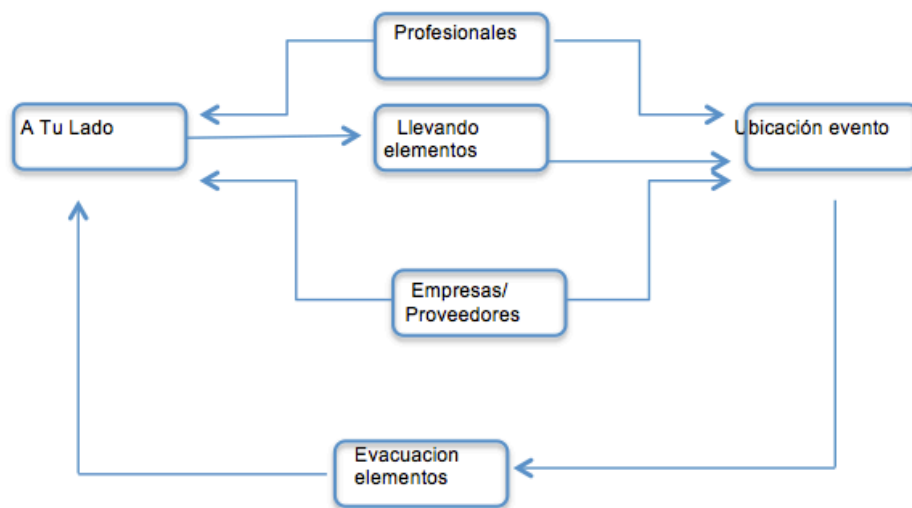 Profesionales
A Tu Lado
Llevando
elementos
Ubicación evento
Empresas/
Proveedores
Evacuacion
elementos